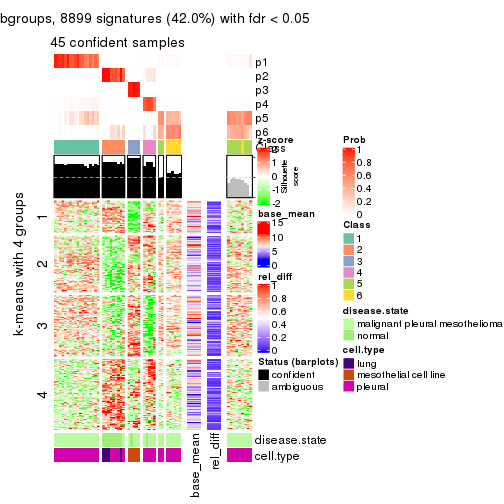 bgroups, 8899 signatures (42.0%) with fdr < 0.05
45 confident samples
p1
p2
p3
p4
p5
p6
Class
1
0.5
0
Silhouette
score
k-means with 4 groups
1
2
3
4
base_mean
rel_diff
disease.state
cell.type
z-score
2
1
0
-1
-2
base_mean
15
10
5
0
rel_diff
1
0.8
0.6
0.4
0.2
0
Status (barplots)
confident
ambiguous
Prob
1
0.8
0.6
0.4
0.2
0
Class
1
2
3
4
5
6
disease.state
malignant pleural mesothelioma
normal
cell.type
lung
mesothelial cell line
pleural